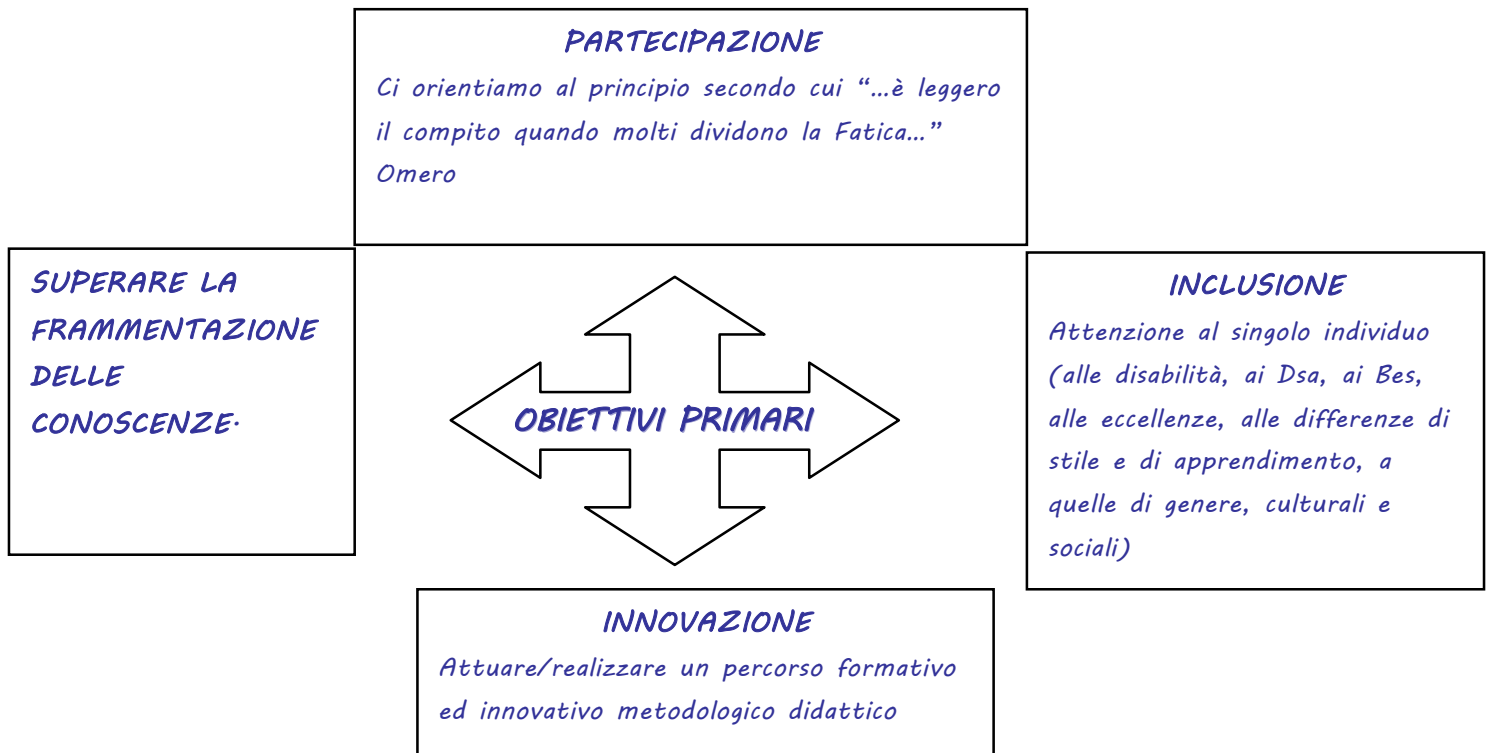 PARTECIPAZIONE
Ci orientiamo al principio secondo cui “…è leggero
il compito quando molti dividono la Fatica…”
Omero
SUPERARE LA
FRAMMENTAZIONE
DELLE
CONOSCENZE.
OBIETTIVI PRIMARI
INCLUSIONE
Attenzione al singolo individuo
(alle disabilità, ai Dsa, ai Bes,
alle eccellenze, alle differenze di
stile e di apprendimento, a
quelle di genere, culturali e
sociali)
INNOVAZIONE
Attuare/realizzare un percorso formativo
ed innovativo metodologico didattico